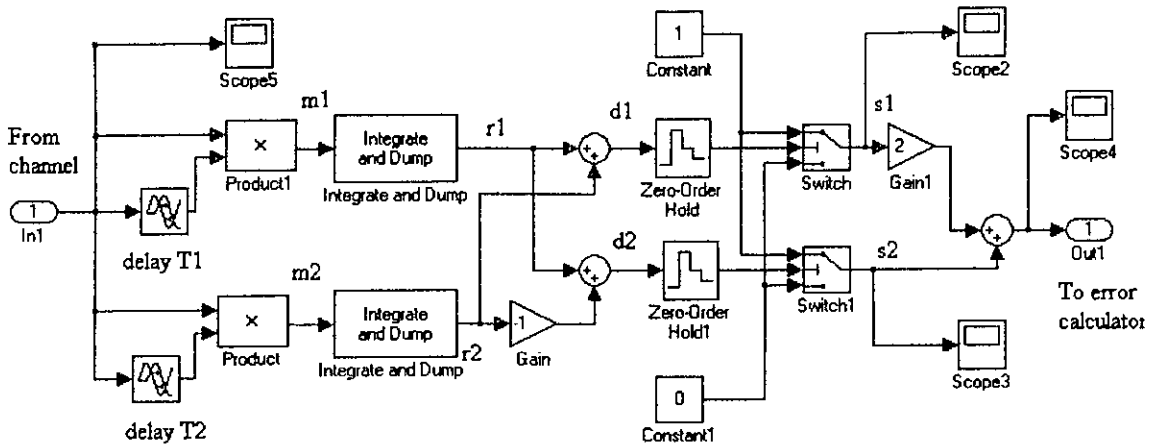 1
Constant
Scope5
Scope2
From
channel
m1
×
Product1
Integrate
and Dump
Integrate and Dump
r1
d1
+
+
Zero-Order
Hold
Switch
s1
2
Gain1
Scope4
1
In1
delay T1
+
+
1
Out1
m2
×
Product
Integrate
and Dump
Integrate and Dump
r2
-1
Gain
d2
+
+
Zero-Order
Hold1
s2
Switch1
To error
calculator
Scope3
delay T2
0
Constant1